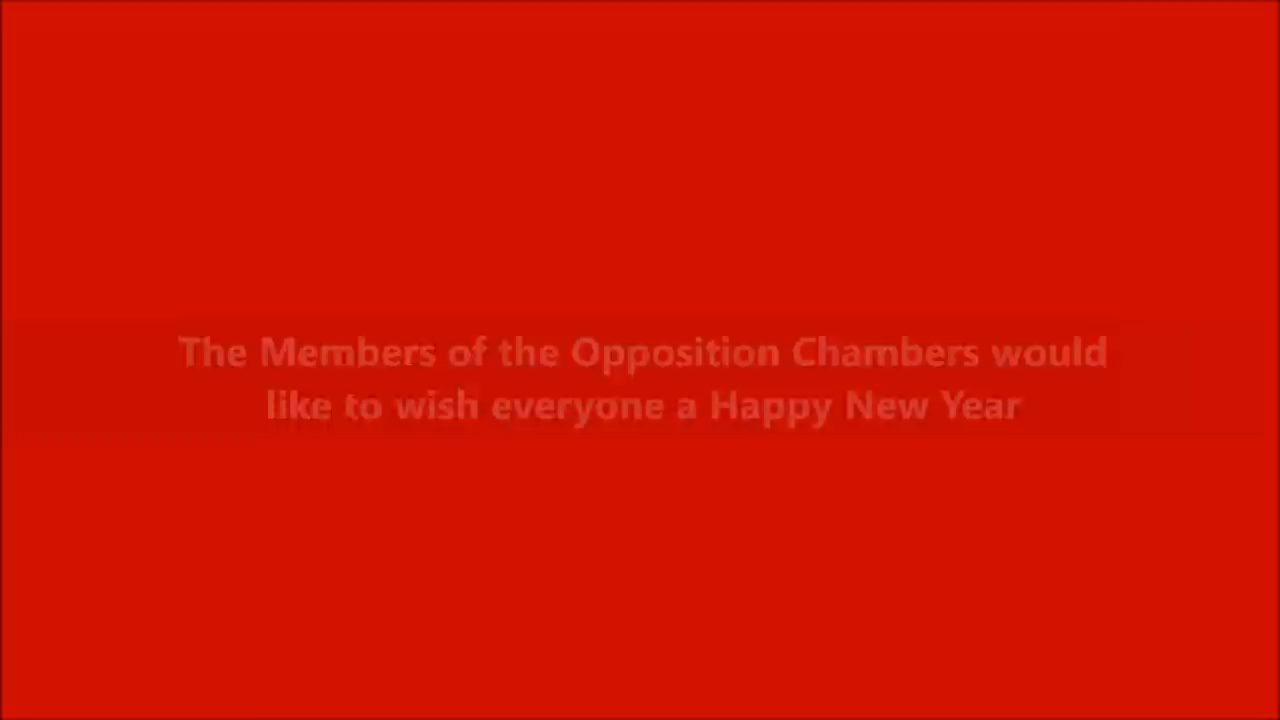 The Members of the Opposition Chambers would
like to wish everyone a Happy New Year